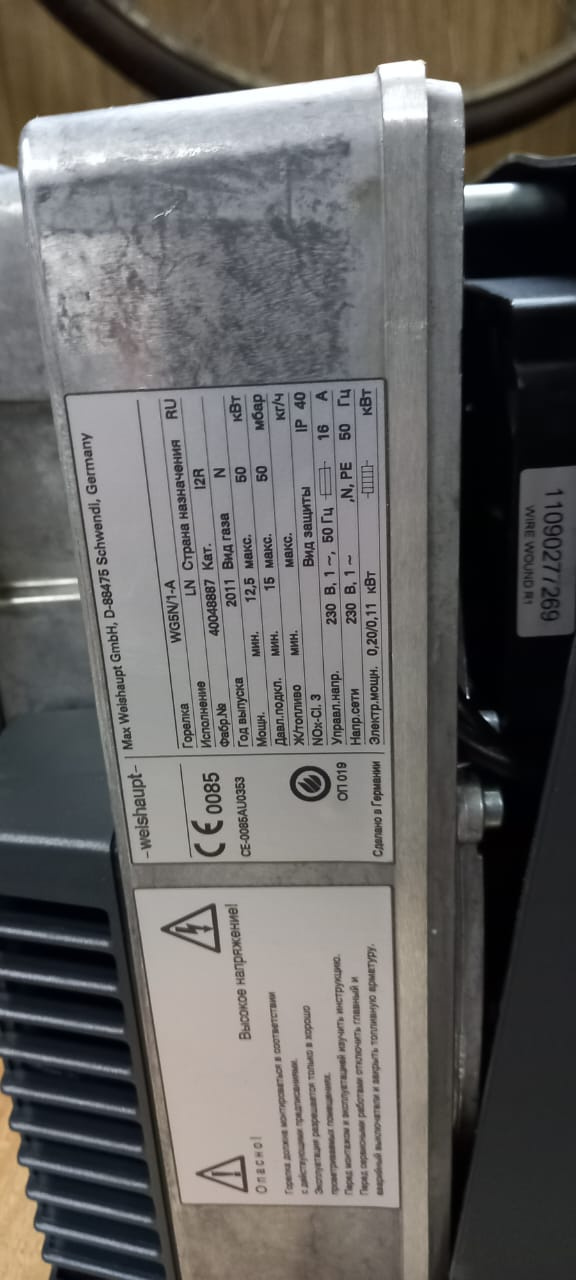 -weishaupt-
Max Weishaupt GmbH, D-88475 Schwendi, Germany
CE 0085
CE-0085AU0353
ОП 019
Сделано в Германии
Горелка WG5N/1-A
Исполнение LN Страна назначения RU
Фабр.№ 40048887 Кат. I2R
Год выпуска 2011 Вид газа N
Мощн. мин. 12,5 макс. 50 кВт
Давл.подкл. мин. 15 макс. 50 мбар
Ж/топливо мин. макс. кг/ч
NOx-Cl. 3 Вид защиты IP 40
Управл.напр. 230 В, 1 ~, 50 Гц 16 А
Напр.сети 230 В, 1 ~ ,N, PE 50 Гц
Электр.мощн. 0,20/0,11 кВт кВт
Опасно!
Высокое напряжение!
Горелка должна монтироваться в соответствии
с действующими предписаниями.
Эксплуатация разрешается только в хорошо
проветриваемых помещениях.
Перед монтажом и эксплуатацией изучить инструкцию.
Перед сервисными работами отключить главный и
аварийный выключатели и закрыть топливную арматуру.
11090277269
WIRE WOUND R1